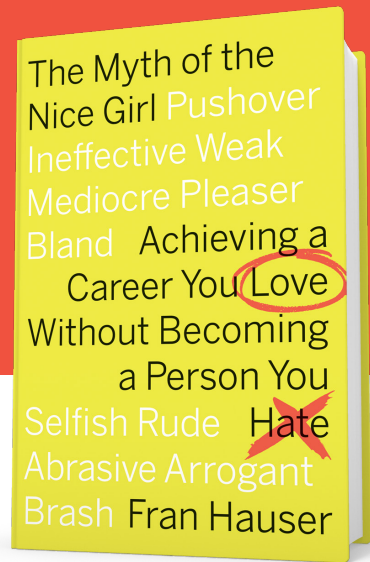 The Myth of the
Nice Girl Pushover
Ineffective Weak
Mediocre Pleaser
Bland Achieving a
Career You Love
Without Becoming
a Person You
Selfish Rude Hate
Abrasive Arrogant
Brash Fran Hauser